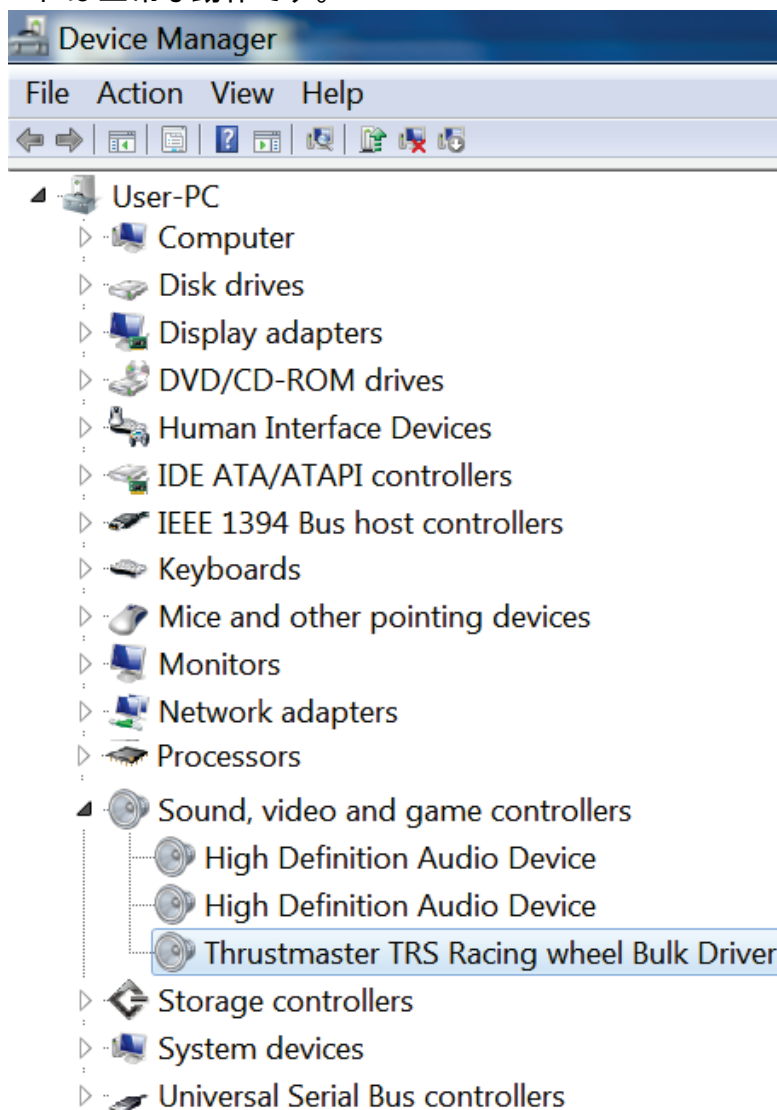 Device Manager
File Action View Help
User-PC
Computer
Disk drives
Display adapters
DVD/CD-ROM drives
Human Interface Devices
IDE ATA/ATAPI controllers
IEEE 1394 Bus host controllers
Keyboards
Mice and other pointing devices
Monitors
Network adapters
Processors
Sound, video and game controllers
High Definition Audio Device
High Definition Audio Device
Thrustmaster TRS Racing wheel Bulk Driver
Storage controllers
System devices
Universal Serial Bus controllers